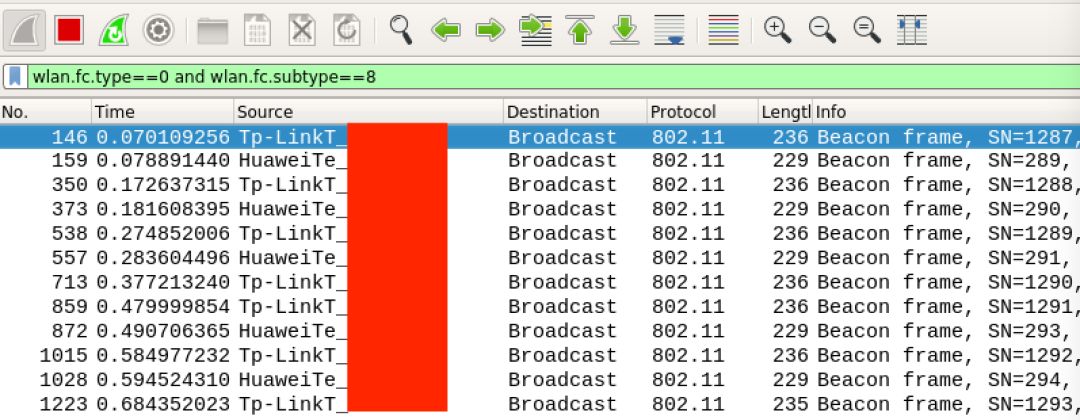 wlan.fc.type==0 and wlan.fc.subtype==8
No. Time Source Destination Protocol Lengtl Info
146 0.070109256 Tp-LinkT_ Broadcast 802.11 236 Beacon frame, SN=1287,
159 0.078891440 HuaweiTe_ Broadcast 802.11 229 Beacon frame, SN=289,
350 0.172637315 Tp-LinkT_ Broadcast 802.11 236 Beacon frame, SN=1288,
373 0.181608395 HuaweiTe_ Broadcast 802.11 229 Beacon frame, SN=290,
538 0.274852006 Tp-LinkT_ Broadcast 802.11 236 Beacon frame, SN=1289,
557 0.283604496 HuaweiTe_ Broadcast 802.11 229 Beacon frame, SN=291,
713 0.377213240 Tp-LinkT_ Broadcast 802.11 236 Beacon frame, SN=1290,
859 0.479999854 Tp-LinkT_ Broadcast 802.11 236 Beacon frame, SN=1291,
872 0.490706365 HuaweiTe_ Broadcast 802.11 229 Beacon frame, SN=293,
1015 0.584977232 Tp-LinkT_ Broadcast 802.11 236 Beacon frame, SN=1292,
1028 0.594524310 HuaweiTe_ Broadcast 802.11 229 Beacon frame, SN=294,
1223 0.684352023 Tp-LinkT_ Broadcast 802.11 235 Beacon frame, SN=1293,